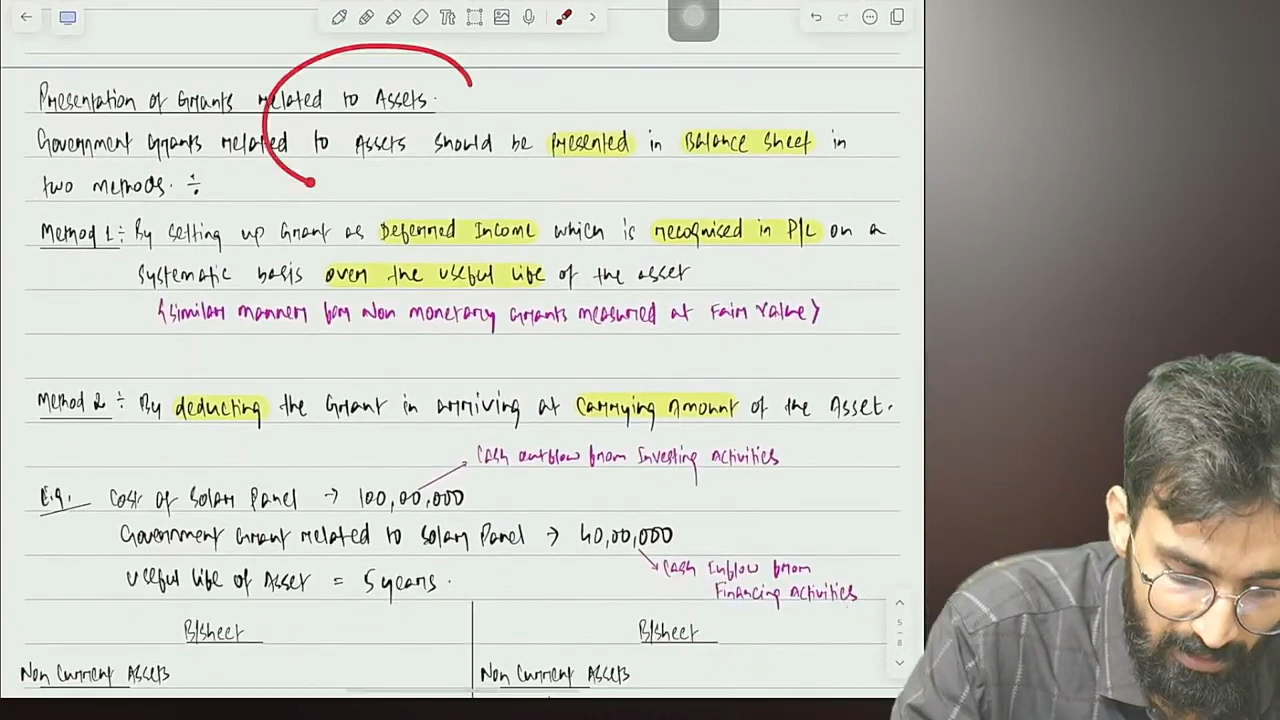 Presentation of Grants related to Assets.
Government Grants related to Assets should be Presented in Balance Sheet in
two methods. ÷
Method 1 ÷ By setting up Grant as Deferred Income which is recognised in P/L on a
systematic basis over the useful life of the asset
{Similar manner for Non monetary Grants measured at Fair Value}
Method 2 ÷ By deducting the Grant in arriving at Carrying Amount of the Asset.
Cash outflow from Investing Activities
E.g. Cost of Solar Panel → 100,00,000
Government Grant related to Solar Panel → 40,00,000
Cash Inflow from
Financing Activities
Useful life of Asset = 5 years.
B/Sheet
B/Sheet
Non Current Assets
Non Current Assets
Tt
5
8